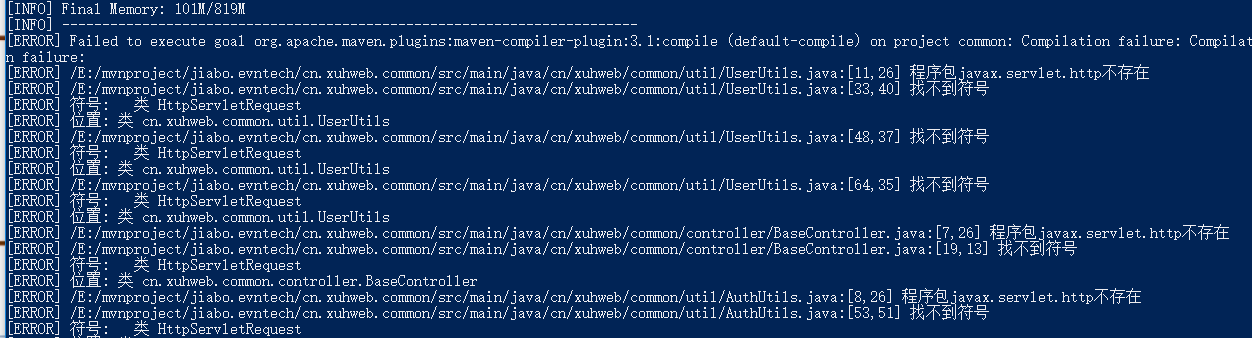 [INFO] Final Memory: 101M/819M
[INFO] ------------------------------------------------------------------------
[ERROR] Failed to execute goal org.apache.maven.plugins:maven-compiler-plugin:3.1:compile (default-compile) on project common: Compilation failure: Compilat
n failure:
[ERROR] /E:/mvnproject/jiabo.evntech/cn.xuhweb.common/src/main/java/cn/xuhweb/common/util/UserUtils.java:[11,26] 程序包javax.servlet.http不存在
[ERROR] /E:/mvnproject/jiabo.evntech/cn.xuhweb.common/src/main/java/cn/xuhweb/common/util/UserUtils.java:[33,40] 找不到符号
[ERROR] 符号:   类 HttpServletRequest
[ERROR] 位置: 类 cn.xuhweb.common.util.UserUtils
[ERROR] /E:/mvnproject/jiabo.evntech/cn.xuhweb.common/src/main/java/cn/xuhweb/common/util/UserUtils.java:[48,37] 找不到符号
[ERROR] 符号:   类 HttpServletRequest
[ERROR] 位置: 类 cn.xuhweb.common.util.UserUtils
[ERROR] /E:/mvnproject/jiabo.evntech/cn.xuhweb.common/src/main/java/cn/xuhweb/common/util/UserUtils.java:[64,35] 找不到符号
[ERROR] 符号:   类 HttpServletRequest
[ERROR] 位置: 类 cn.xuhweb.common.util.UserUtils
[ERROR] /E:/mvnproject/jiabo.evntech/cn.xuhweb.common/src/main/java/cn/xuhweb/common/controller/BaseController.java:[7,26] 程序包javax.servlet.http不存在
[ERROR] /E:/mvnproject/jiabo.evntech/cn.xuhweb.common/src/main/java/cn/xuhweb/common/controller/BaseController.java:[19,13] 找不到符号
[ERROR] 符号:   类 HttpServletRequest
[ERROR] 位置: 类 cn.xuhweb.common.controller.BaseController
[ERROR] /E:/mvnproject/jiabo.evntech/cn.xuhweb.common/src/main/java/cn/xuhweb/common/util/AuthUtils.java:[8,26] 程序包javax.servlet.http不存在
[ERROR] /E:/mvnproject/jiabo.evntech/cn.xuhweb.common/src/main/java/cn/xuhweb/common/util/AuthUtils.java:[53,51] 找不到符号
[ERROR] 符号:   类 HttpServletRequest